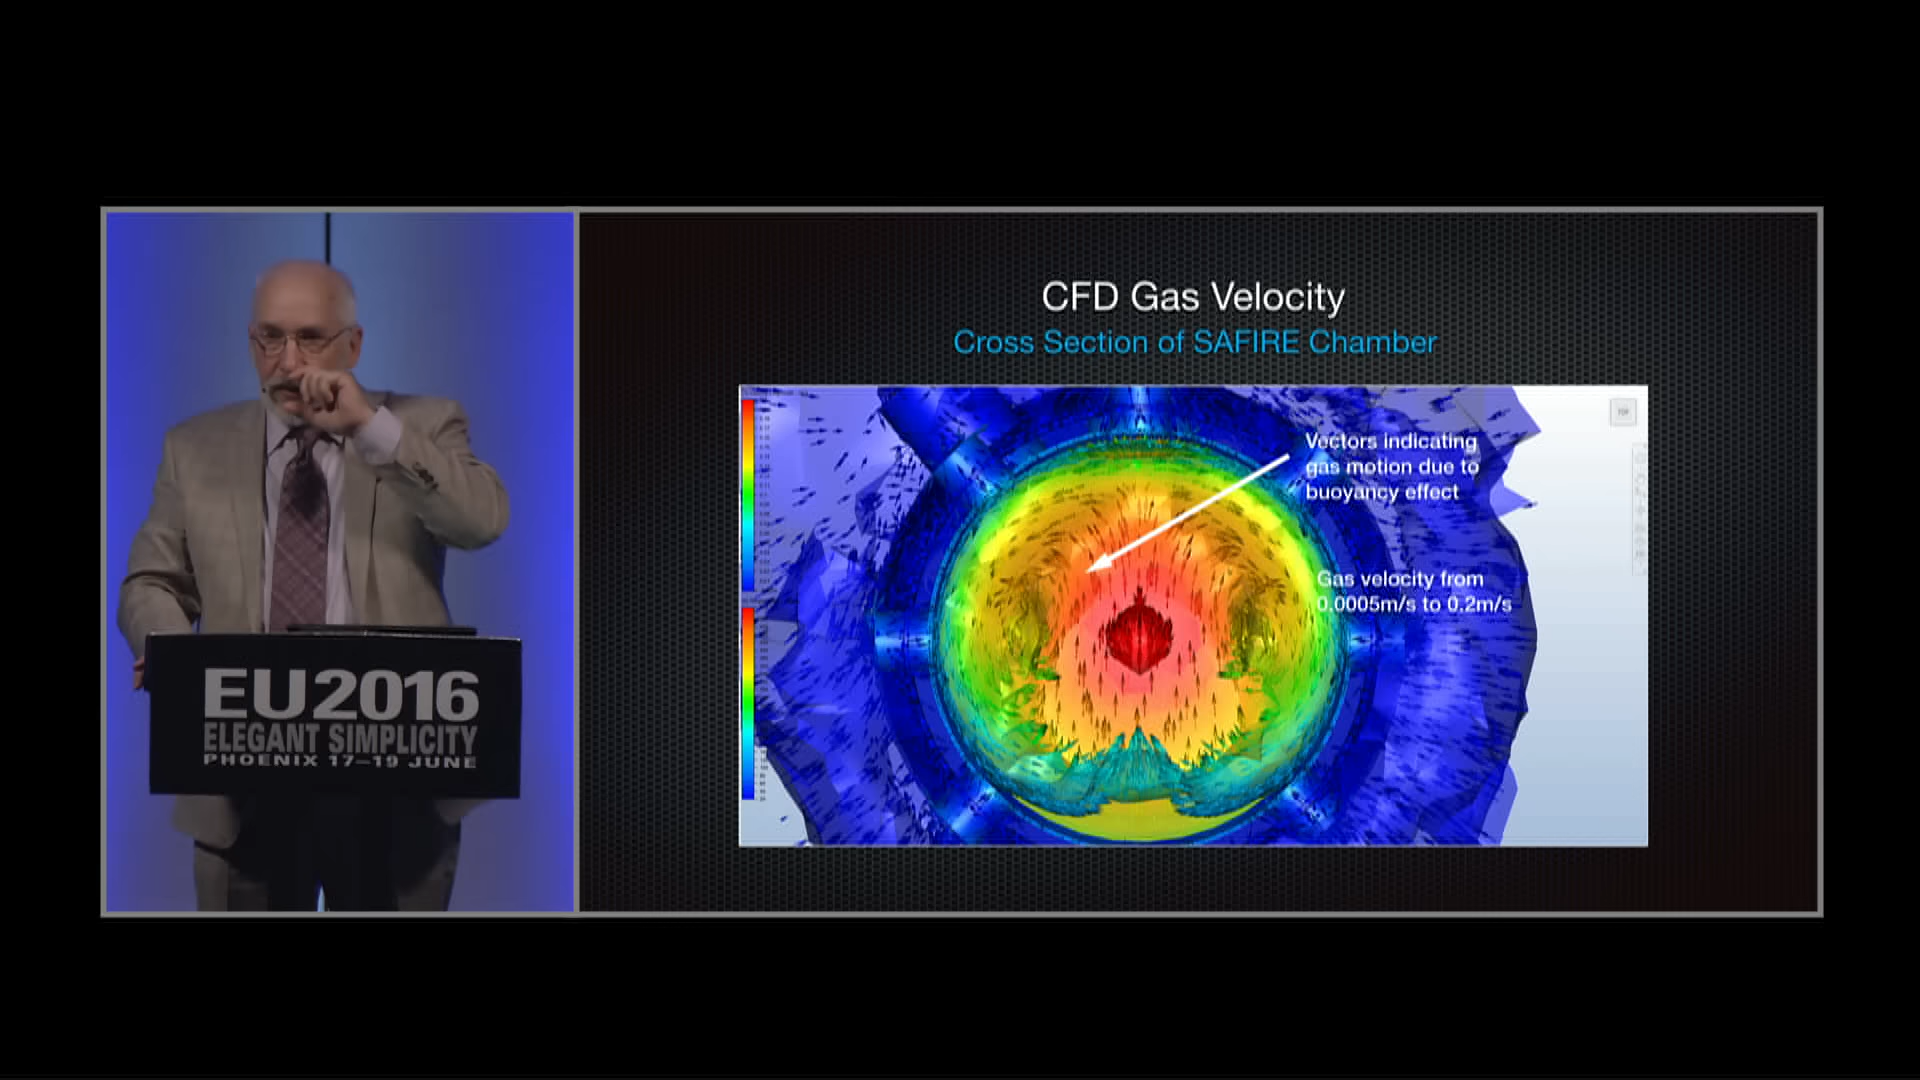 CFD Gas Velocity
Cross Section of SAFIRE Chamber
Vectors indicating
gas motion due to
buoyancy effect
Gas velocity from
0.0005m/s to 0.2m/s
EU2016
ELEGANT SIMPLICITY
PHOENIX 17–19 JUNE